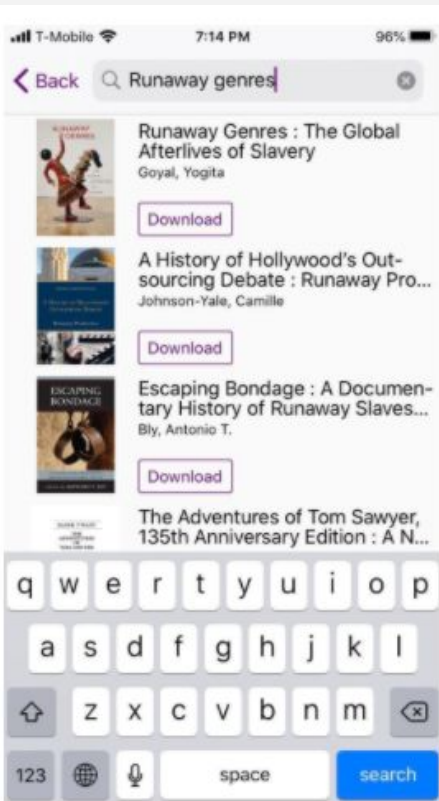 T-Mobile 7:14 PM 96%
Back Runaway genres
Runaway Genres : The Global
Afterlives of Slavery
Goyal, Yogita
Download
A History of Hollywood's Out-
sourcing Debate : Runaway Pro...
Johnson-Yale, Camille
Download
ESCAPING
BONDAGE
Escaping Bondage : A Documen-
tary History of Runaway Slaves...
Bly, Antonio T.
Download
The Adventures of Tom Sawyer,
135th Anniversary Edition : A N...
q w e r t y u i o p
a s d f g h j k l
z x c v b n m
123 space search